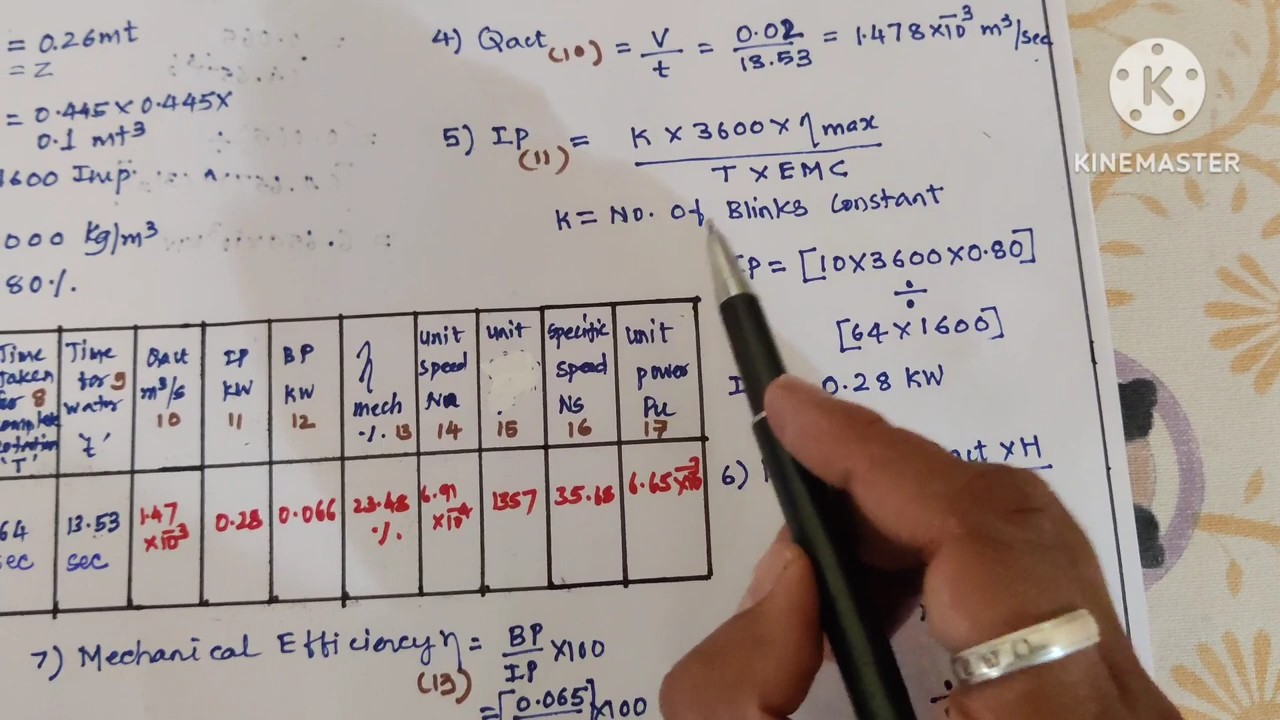 = 0.26mt
= Z
= 0.445 x 0.445 x
0.1 mt³
1600 Imp.
000 Kg/m³
80%.
4) Qact (10) = V/t = 0.02/13.53 = 1.478 x 10⁻³ m³/sec
K
KINEMASTER
5) IP (11) = K x 3600 x η max
T x EMC
K = No. of Blinks Constant
IP = [10 x 3600 x 0.80]
÷
[64 x 1600]
0.28 KW
6)
act x H
Time taken for 8 complete rotation 'T'
Time for 9 water 't'
Qact m³/s 10
IP KW 11
BP KW 12
η mech %. 13
Unit Speed Nu 14
Unit 15
Specific Speed Ns 16
Unit power Pu 17
64 sec
13.53 sec
1.47 x 10⁻³
0.28
0.066
23.48 %.
1357
35.68
6.65 x 10⁻³
7) Mechanical Efficiency η = BP/IP x 100
(13)
= [0.065] x 100
÷